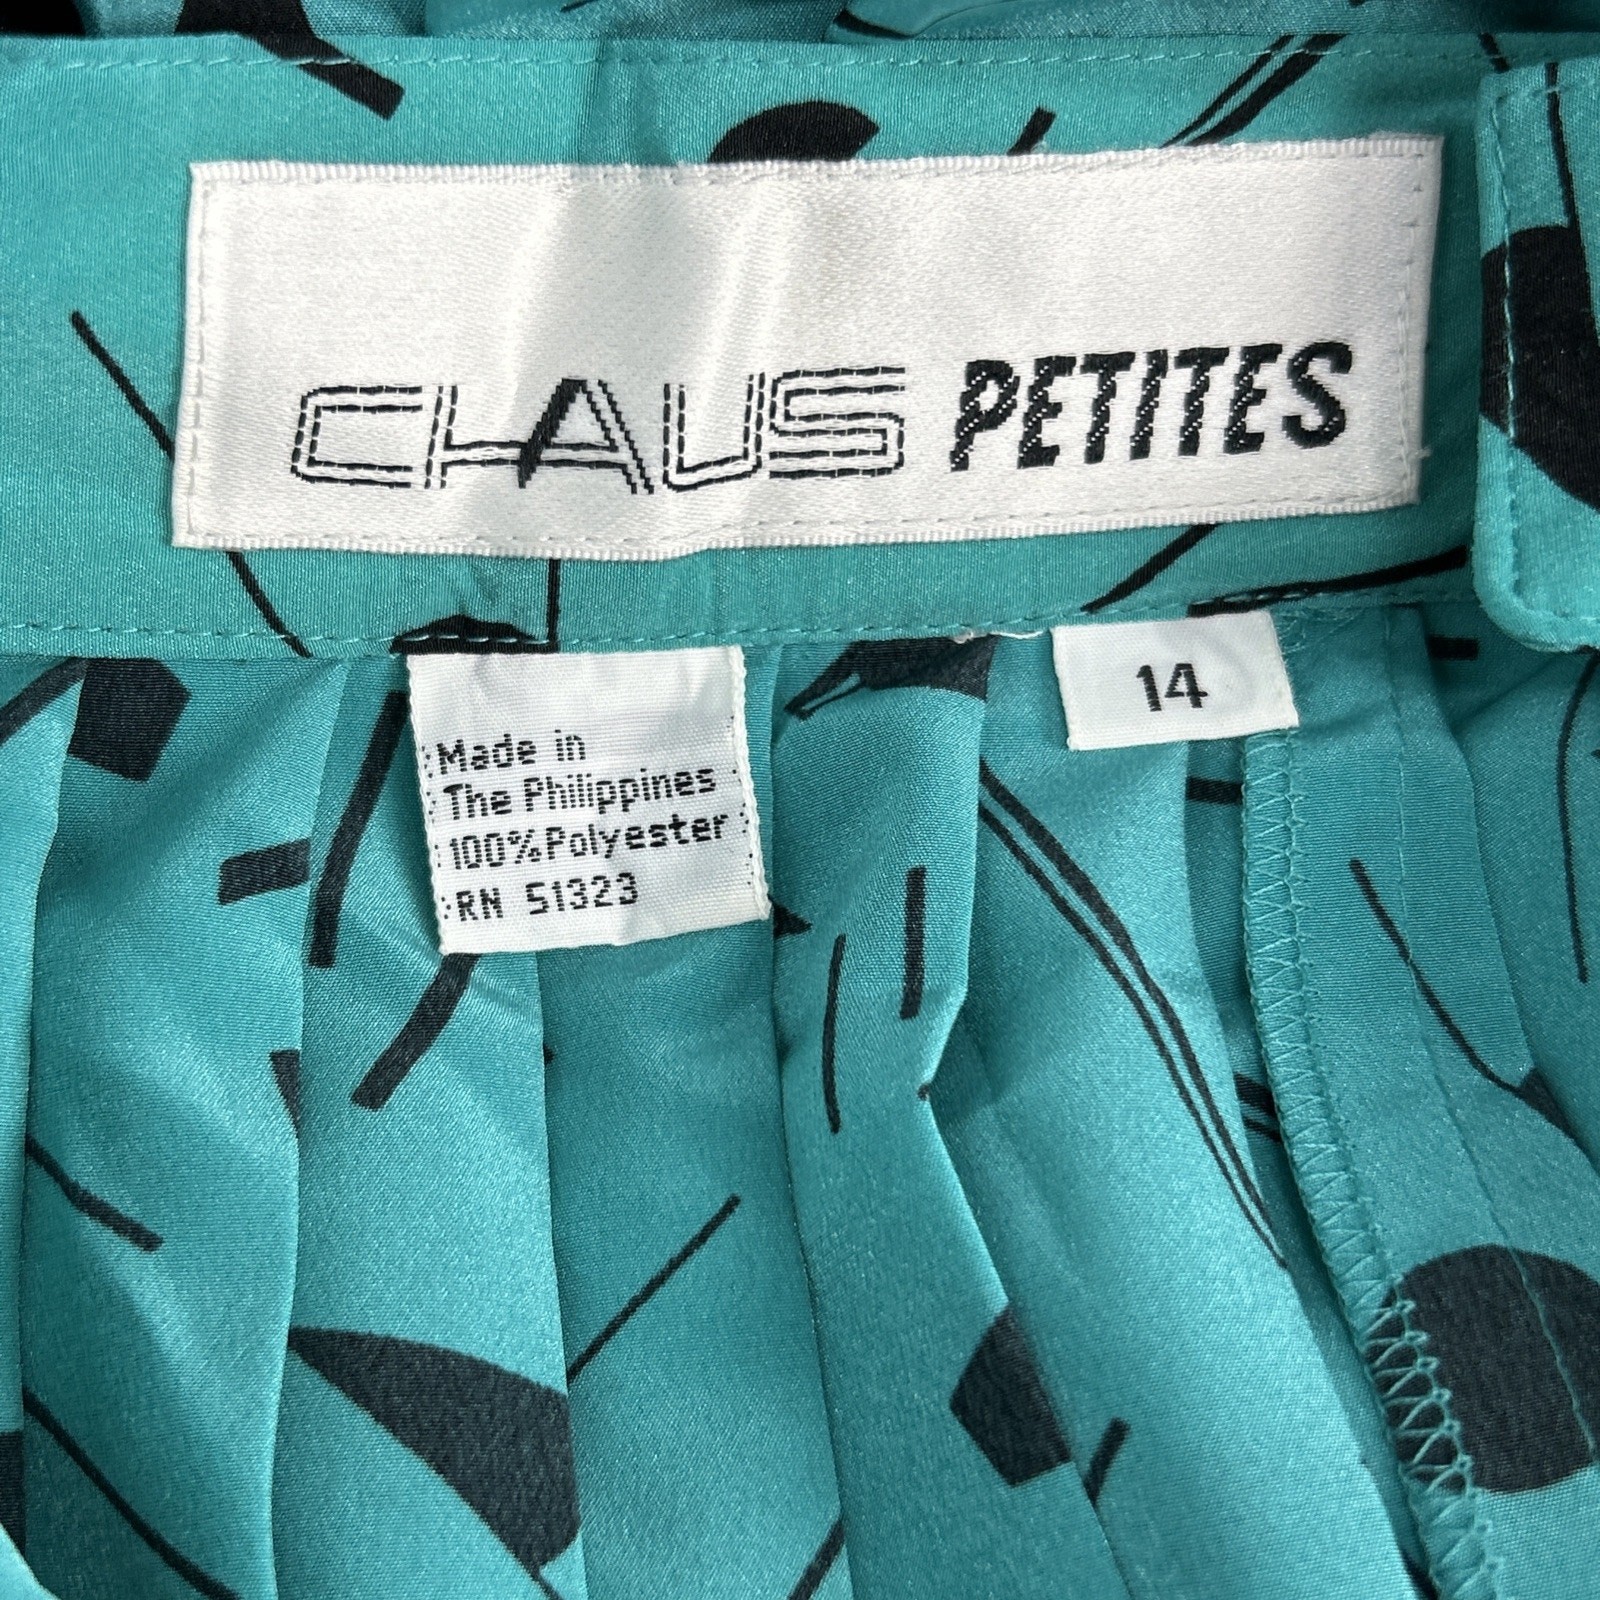 CHAUS PETITES
14
Made in
The Philippines
100% Polyester
RN 51323